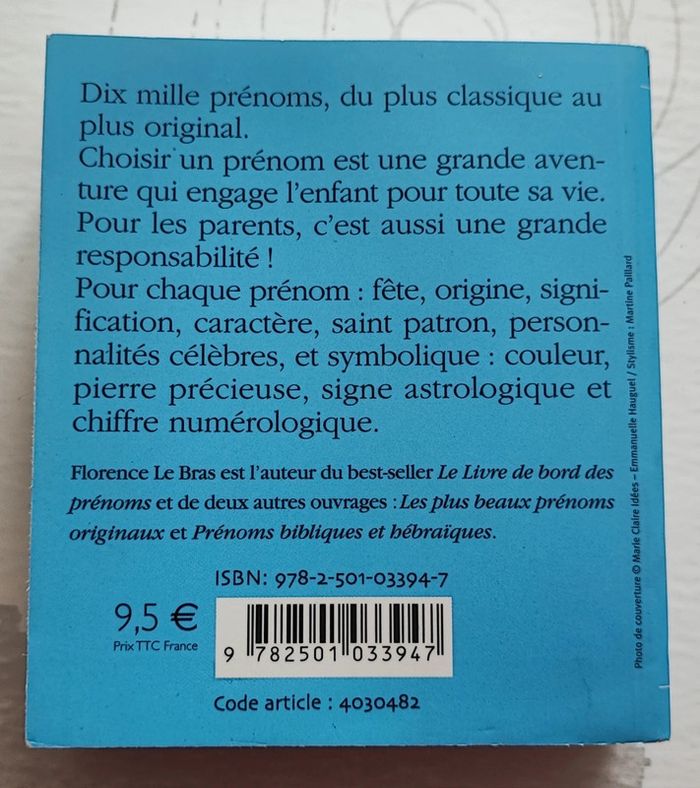 Dix mille prénoms, du plus classique au
plus original.
Choisir un prénom est une grande aven-
ture qui engage l'enfant pour toute sa vie.
Pour les parents, c'est aussi une grande
responsabilité !
Pour chaque prénom : fête, origine, signi-
fication, caractère, saint patron, person-
nalités célèbres, et symbolique : couleur,
pierre précieuse, signe astrologique et
chiffre numérologique.
Florence Le Bras est l'auteur du best-seller Le Livre de bord des
prénoms et de deux autres ouvrages : Les plus beaux prénoms
originaux et Prénoms bibliques et hébraïques.
ISBN: 978-2-501-03394-7
9,5 €
Prix TTC France
9 782501 033947
Code article : 4030482
Photo de couverture © Marie Claire Idées – Emmanuelle Hauguel / Stylisme : Martine Paillard